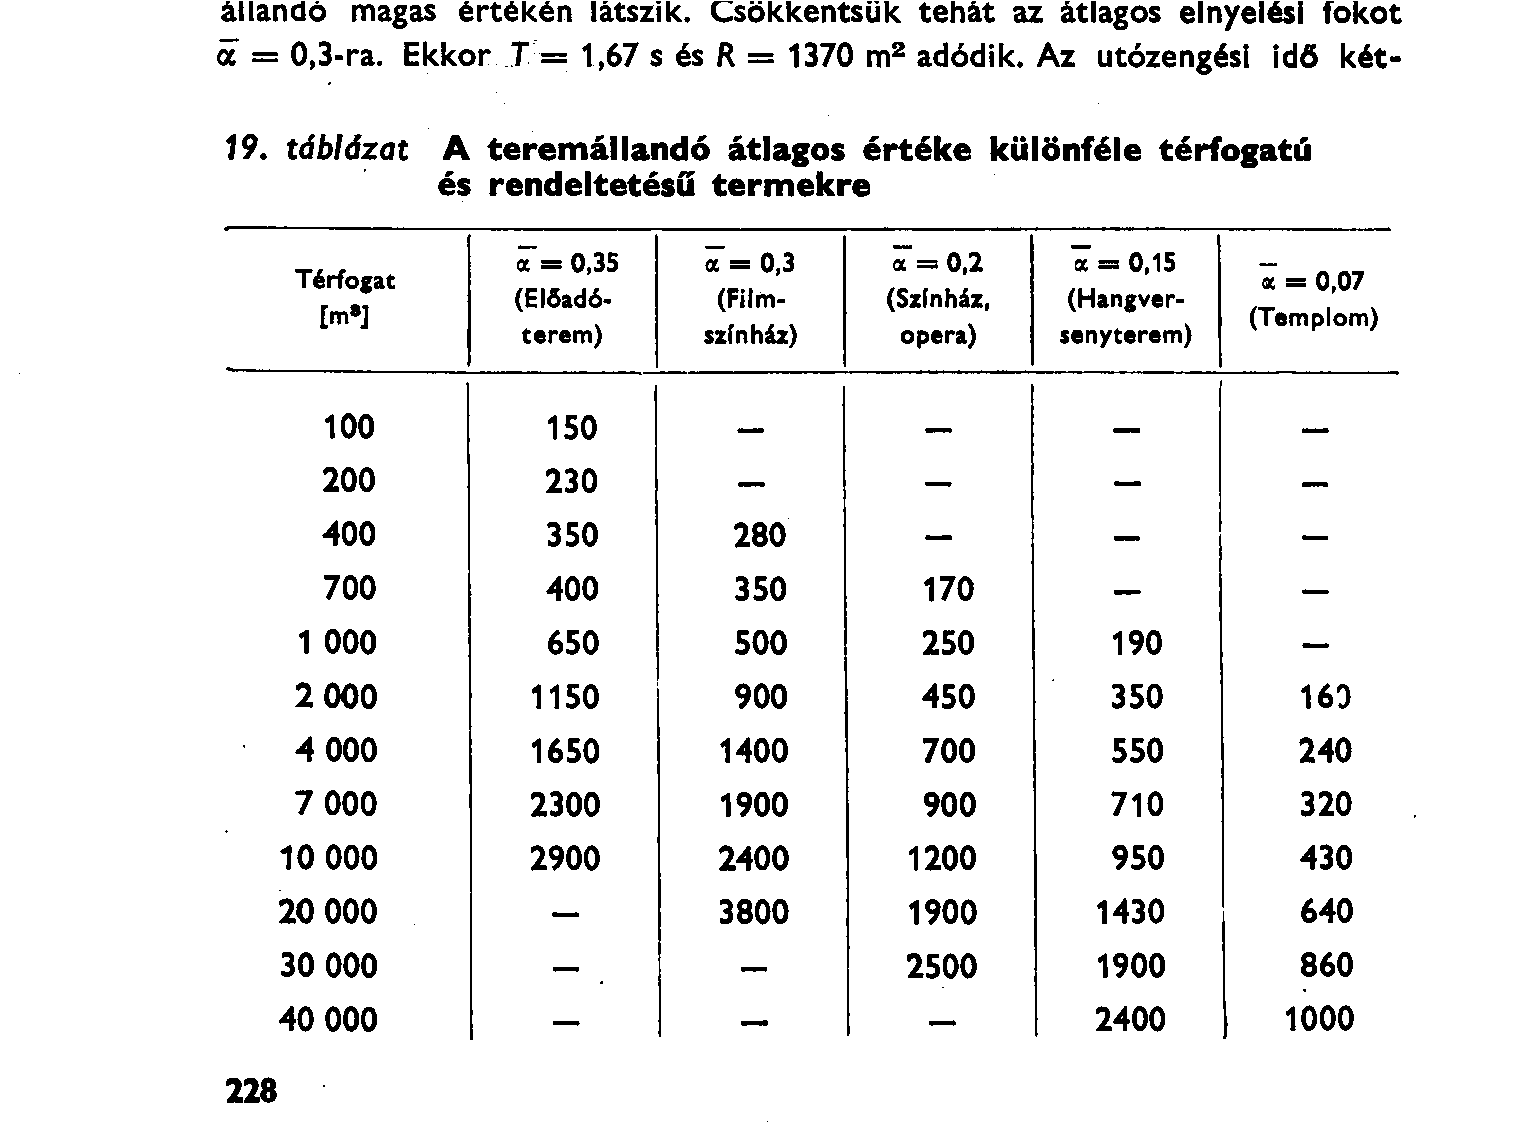 állandó magas értékén látszik. Csökkentsük tehát az átlagos elnyelési fokot
ᾱ = 0,3-ra. Ekkor T = 1,67 s és R = 1370 m² adódik. Az utózengési idő két-
19. táblázat A teremállandó átlagos értéke különféle térfogatú
és rendeltetésű termekre
Térfogat [m³] | ᾱ = 0,35 (Előadó-terem) | ᾱ = 0,3 (Film-színház) | ᾱ = 0,2 (Színház, opera) | ᾱ = 0,15 (Hangver-senyterem) | ᾱ = 0,07 (Templom)
100 150 — — — —
200 230 — — — —
400 350 280 — — —
700 400 350 170 — —
1 000 650 500 250 190 —
2 000 1150 900 450 350 160
4 000 1650 1400 700 550 240
7 000 2300 1900 900 710 320
10 000 2900 2400 1200 950 430
20 000 — 3800 1900 1430 640
30 000 — — 2500 1900 860
40 000 — — — 2400 1000
228